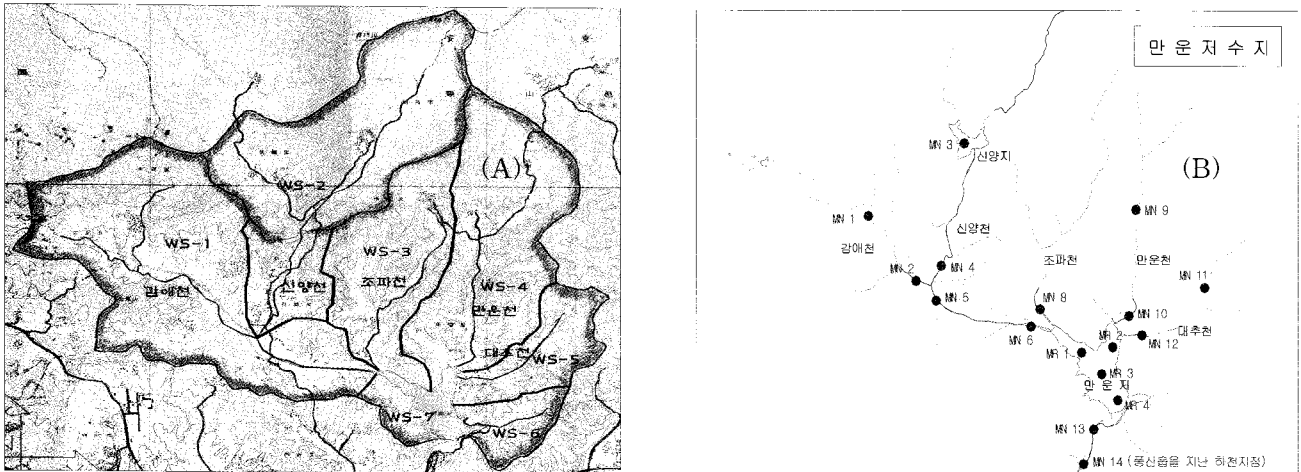 (A)
WS-2
WS-1
WS-3
신양천
조파천
강애천
WS-4
만운천
대추천
WS-5
WS-7
WS-6
만 운 저 수 지
MN 3
신양지
(B)
MN 9
MN 1
신양천
강애천
조파천
만운천
MN 4
MN 2
MN 11
MN 5
MN 8
MN 10
MN 6
대추천
MR 2
MN 12
MR 1
MR 3
만 운 지
MR 4
MN 13
MN 14 (풍산읍을 지난 하천지점)